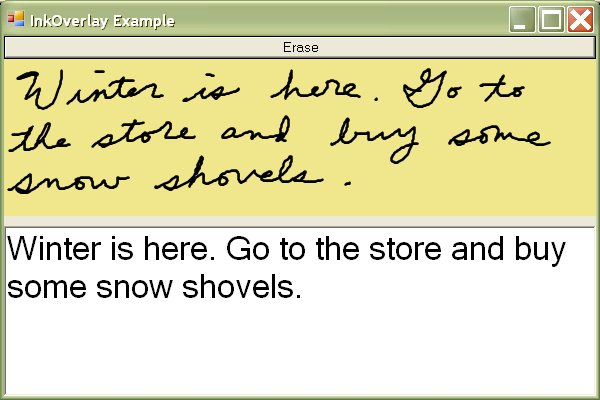 InkOverlay Example
Erase
Winter is here. Go to
the store and buy some
snow shovels.
Winter is here. Go to the store and buy
some snow shovels.